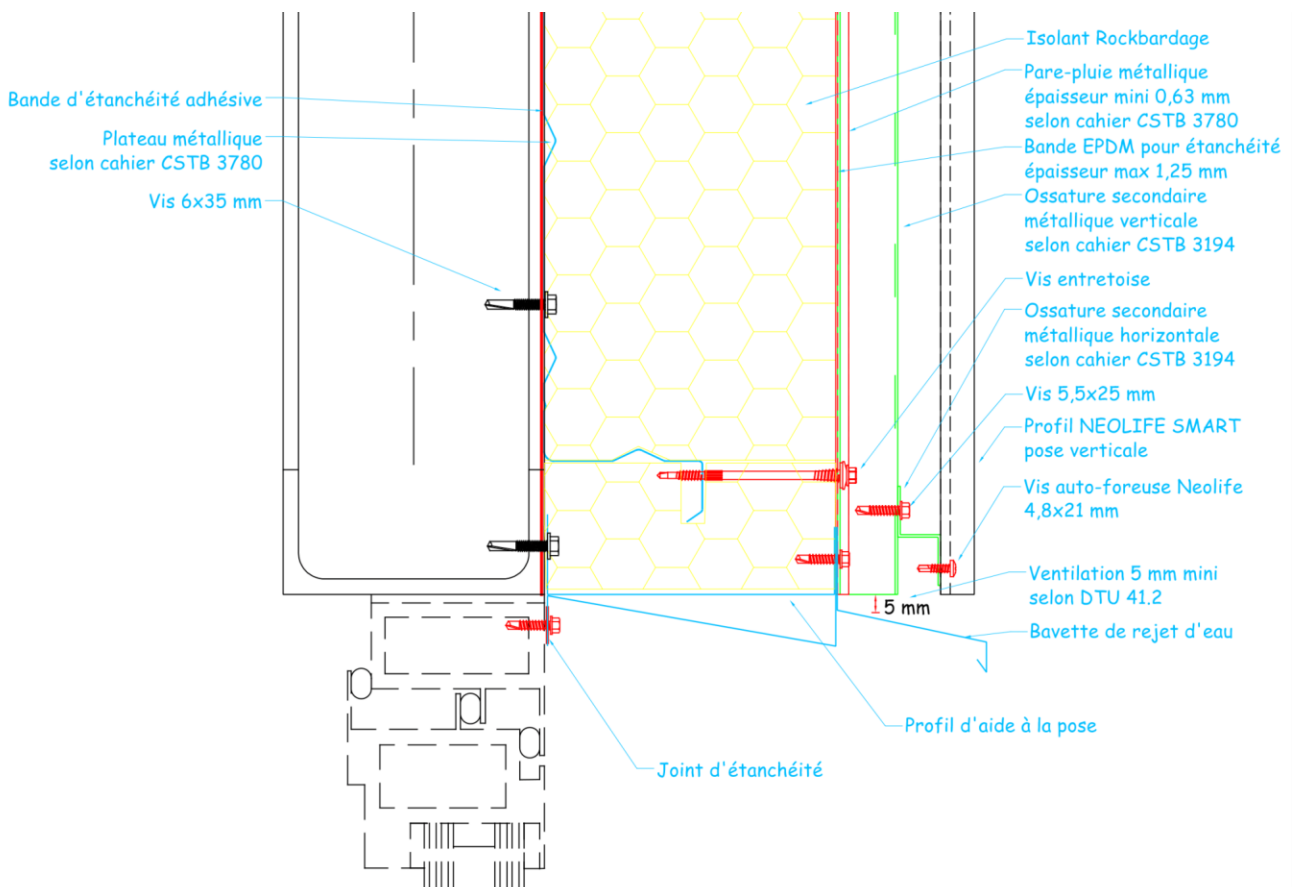 Bande d'étanchéité adhésive
Plateau métallique
selon cahier CSTB 3780
Vis 6x35 mm
Isolant Rockbardage
Pare-pluie métallique
épaisseur mini 0,63 mm
selon cahier CSTB 3780
Bande EPDM pour étanchéité
épaisseur max 1,25 mm
Ossature secondaire
métallique verticale
selon cahier CSTB 3194
Vis entretoise
Ossature secondaire
métallique horizontale
selon cahier CSTB 3194
Vis 5,5x25 mm
Profil NEOLIFE SMART
pose verticale
Vis auto-foreuse Neolife
4,8x21 mm
Ventilation 5 mm mini
selon DTU 41.2
5 mm
Bavette de rejet d'eau
Profil d'aide à la pose
Joint d'étanchéité